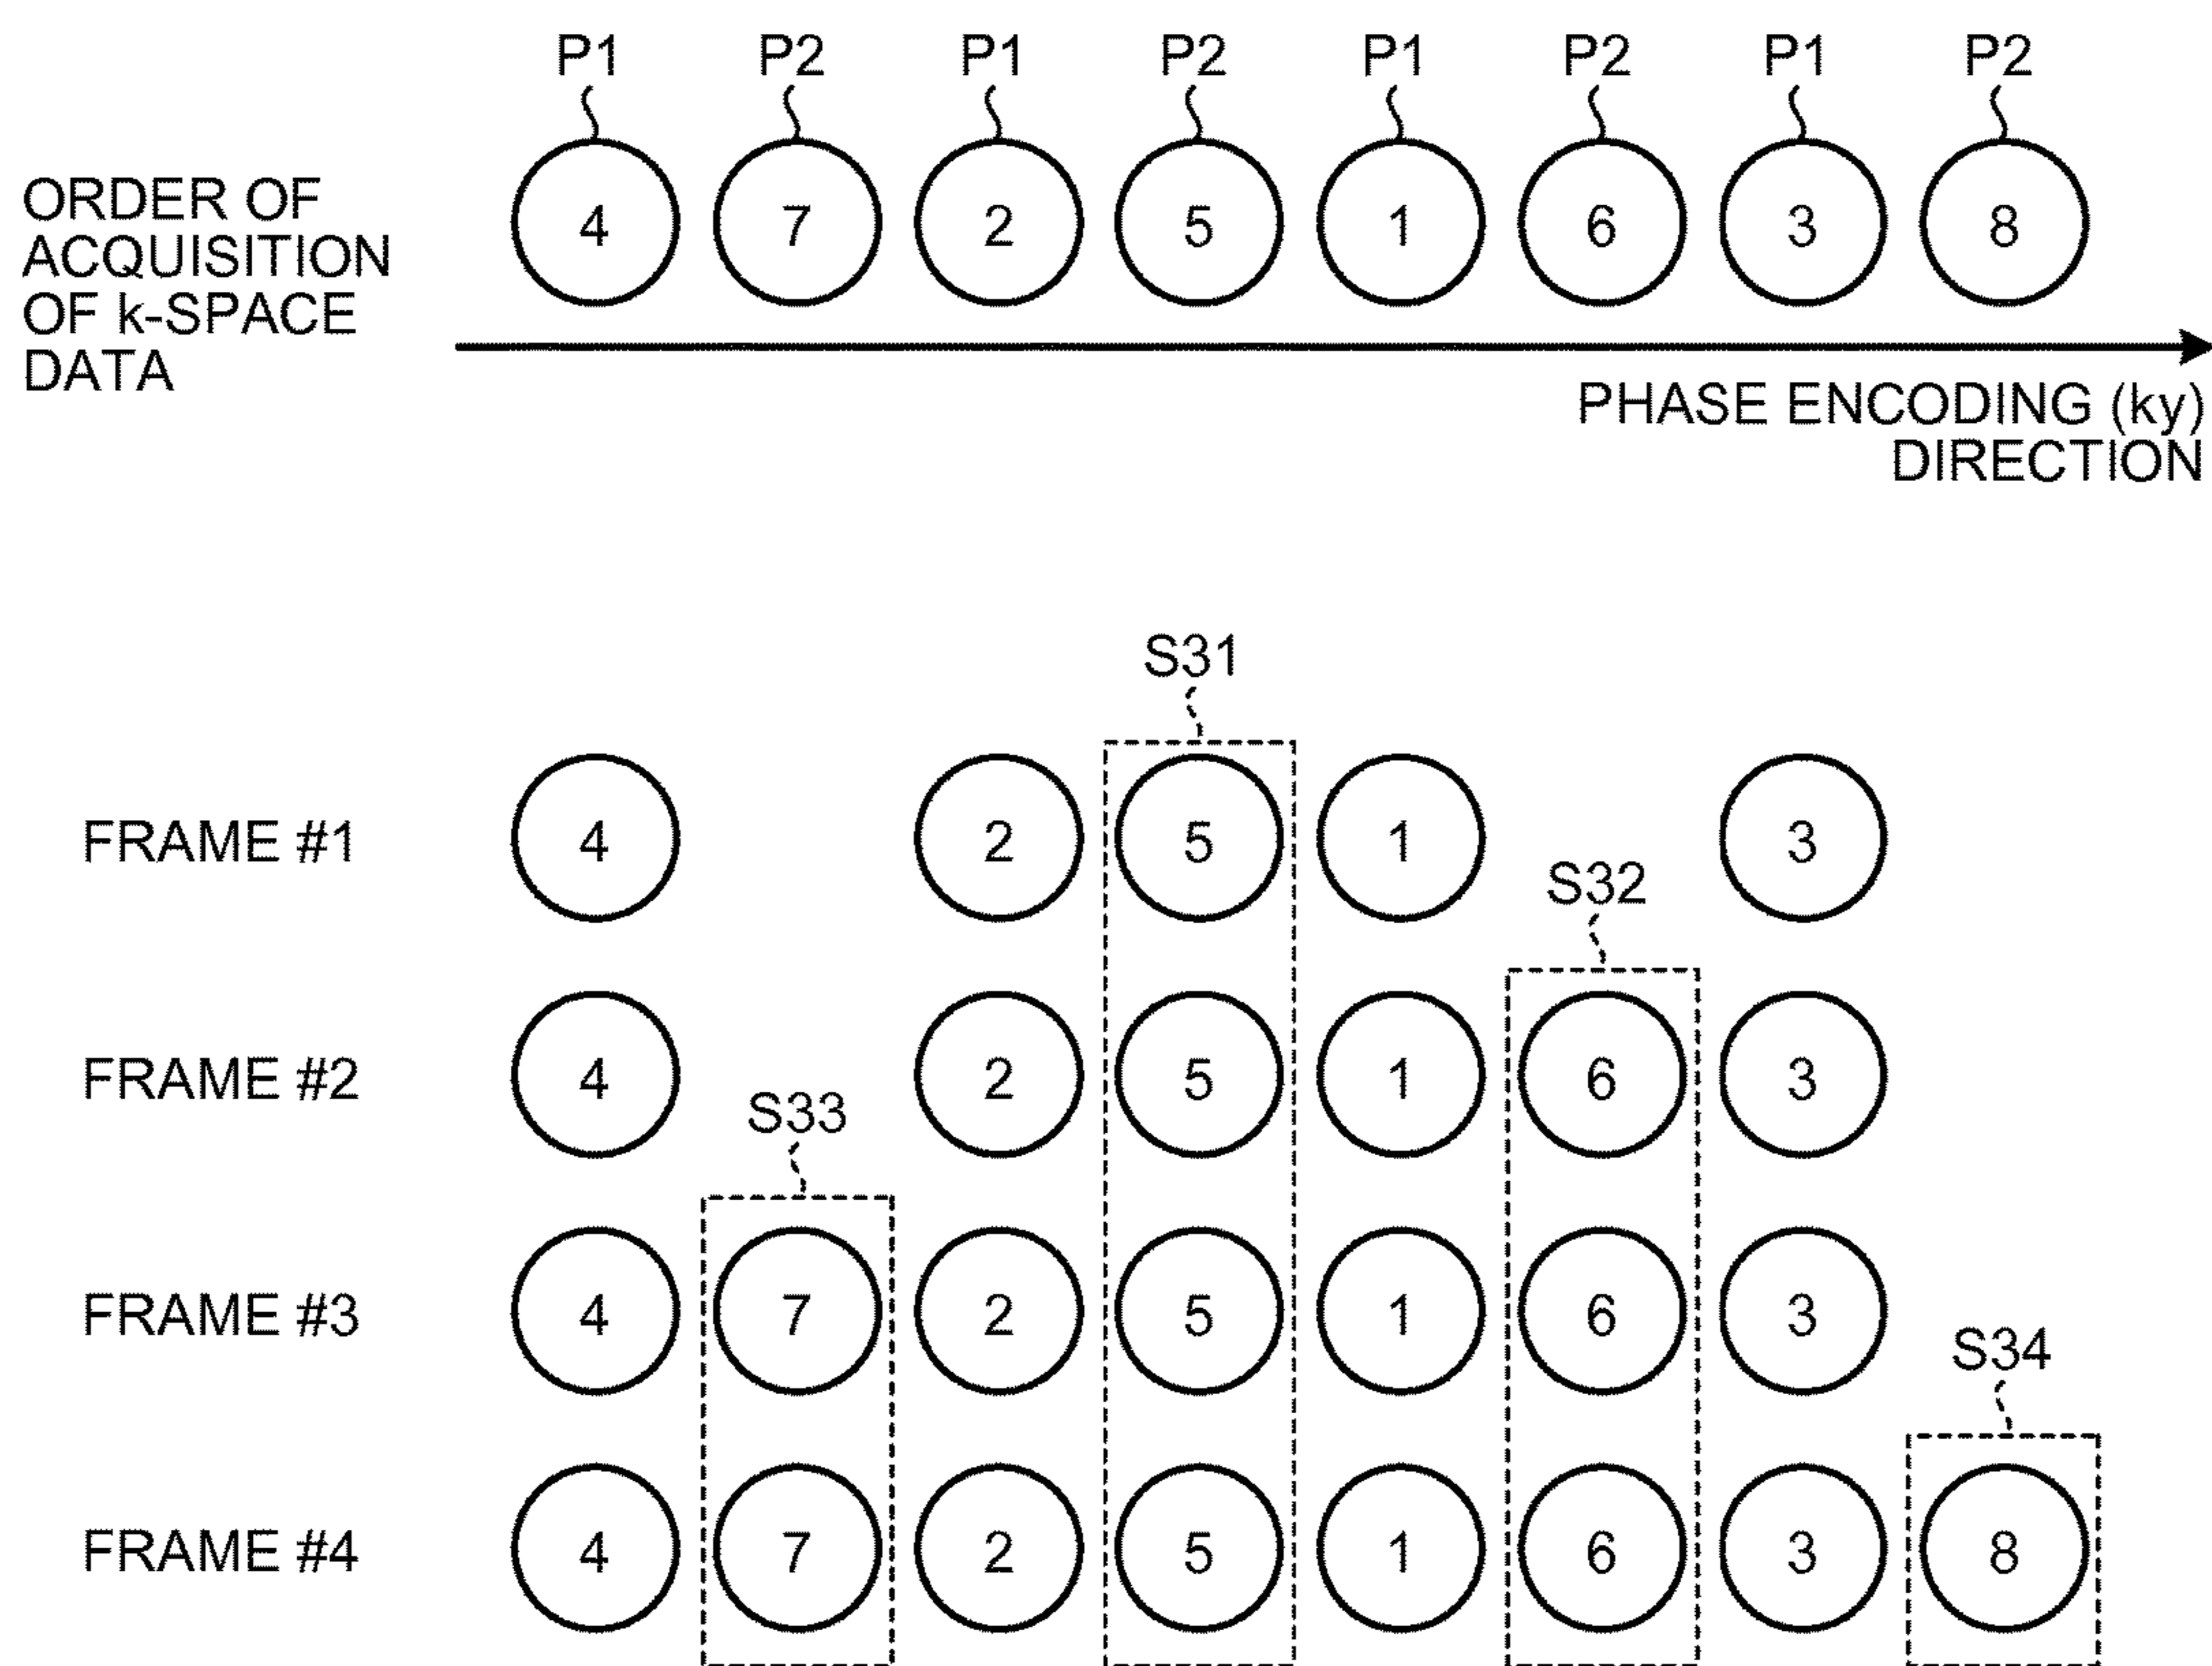 P1 P2 P1 P2 P1 P2 P1 P2
ORDER OF
ACQUISITION
OF k-SPACE
DATA
4 7 2 5 1 6 3 8
PHASE ENCODING (ky)
DIRECTION
S31
FRAME #1 4 2 5 1 3
S32
FRAME #2 4 2 5 1 6 3
S33
FRAME #3 4 7 2 5 1 6 3
S34
FRAME #4 4 7 2 5 1 6 3 8